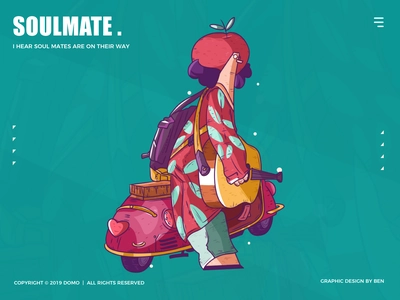 SOULMATE .
I HEAR SOUL MATES ARE ON THEIR WAY
COPYRIGHT © 2019 DOMO | ALL RIGHTS RESERVED
GRAPHIC DESIGN BY BEN